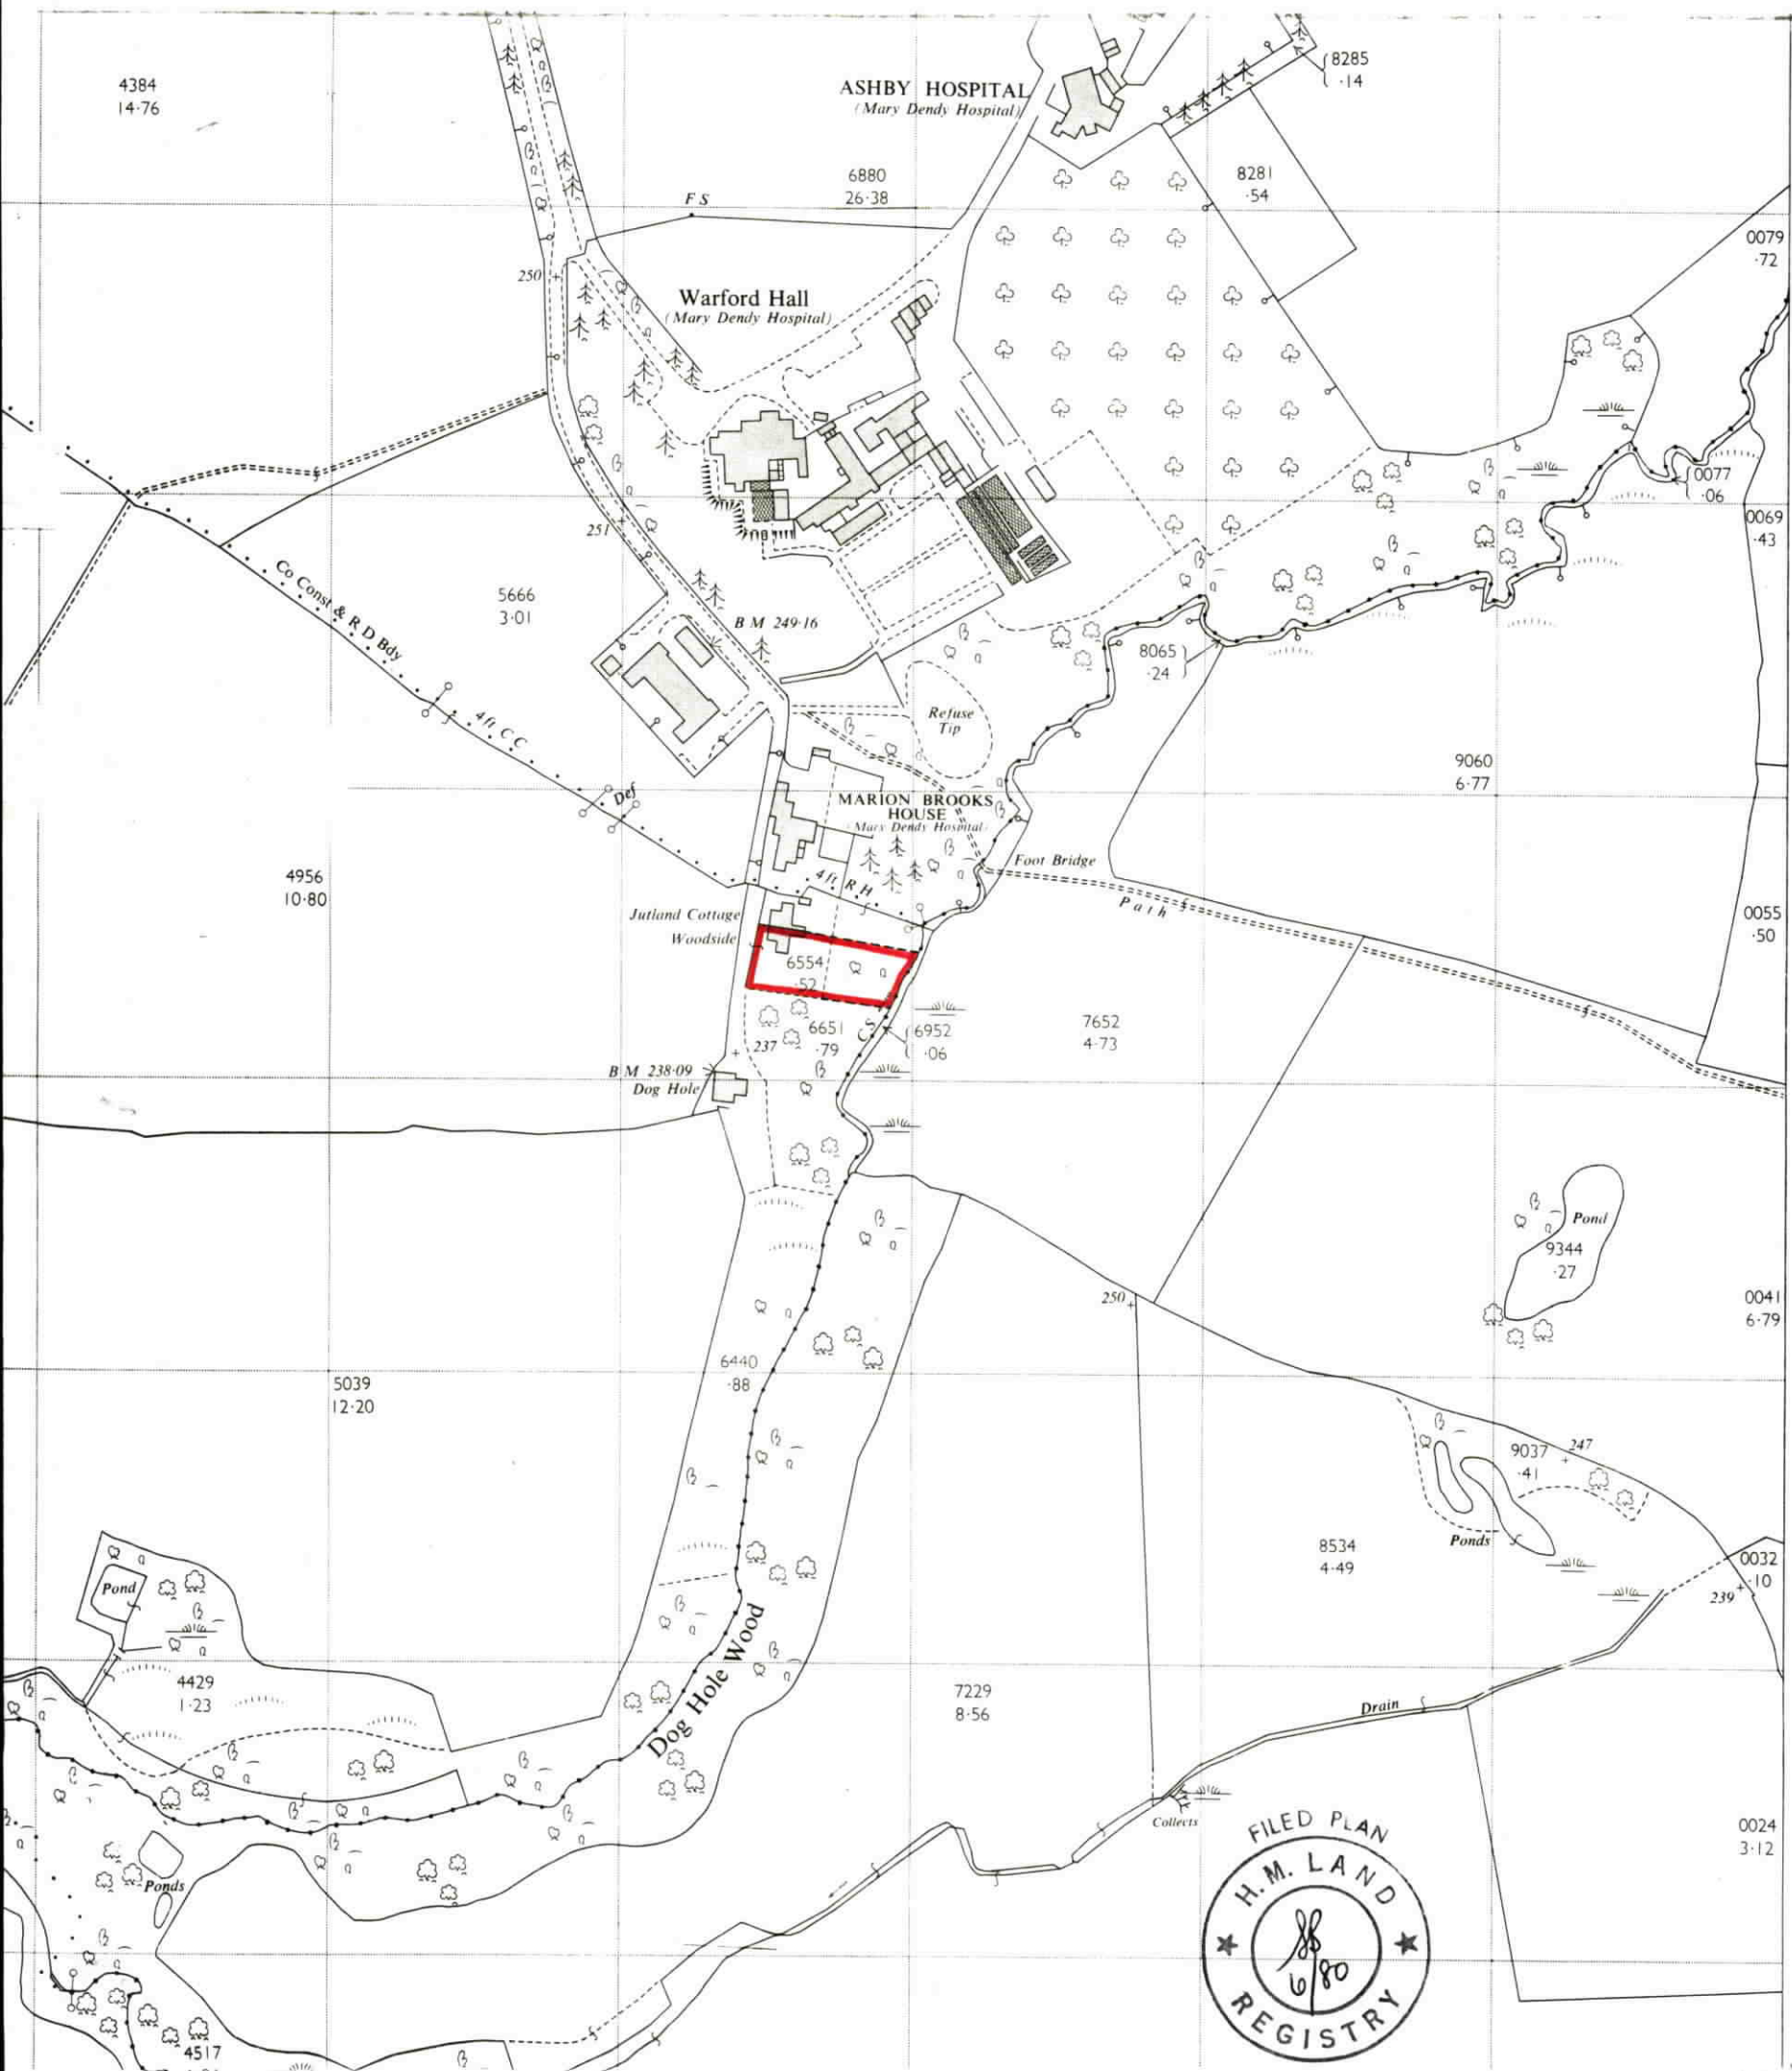 4384
14·76
ASHBY HOSPITAL
(Mary Dendy Hospital)
8285
·14
6880
26·38
8281
·54
F S
0079
·72
250
Warford Hall
(Mary Dendy Hospital)
0077
·06
0069
·43
251
Co Const & R D Bdy
5666
3·01
B M 249·16
8065
·24
4ft C C
Refuse
Tip
9060
6·77
Def
MARION BROOKS
HOUSE
(Mary Dendy Hospital)
4956
10·80
4ft R H
Foot Bridge
Path
Jutland Cottage
Woodside
0055
·50
6554
·52
6651
·79
C S
6952
·06
7652
4·73
237
B M 238·09
Dog Hole
Pond
9344
·27
250
0041
6·79
6440
·88
5039
12·20
9037
·41
247
Ponds
8534
4·49
0032
·10
239
Pond
Dog Hole Wood
4429
1·23
7229
8·56
Drain
Collects
0024
3·12
Ponds
FILED PLAN
H.M. LAND
6/80
REGISTRY
4517